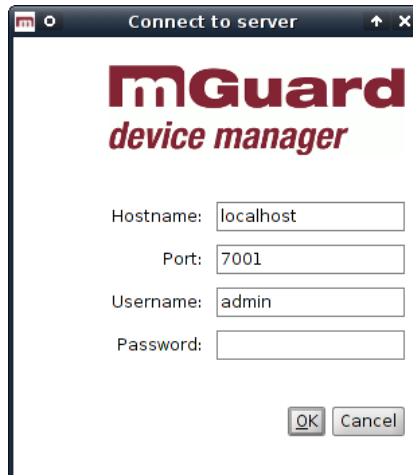 Connect to server
mGuard
device manager
Hostname: localhost
Port: 7001
Username: admin
Password:
OK Cancel